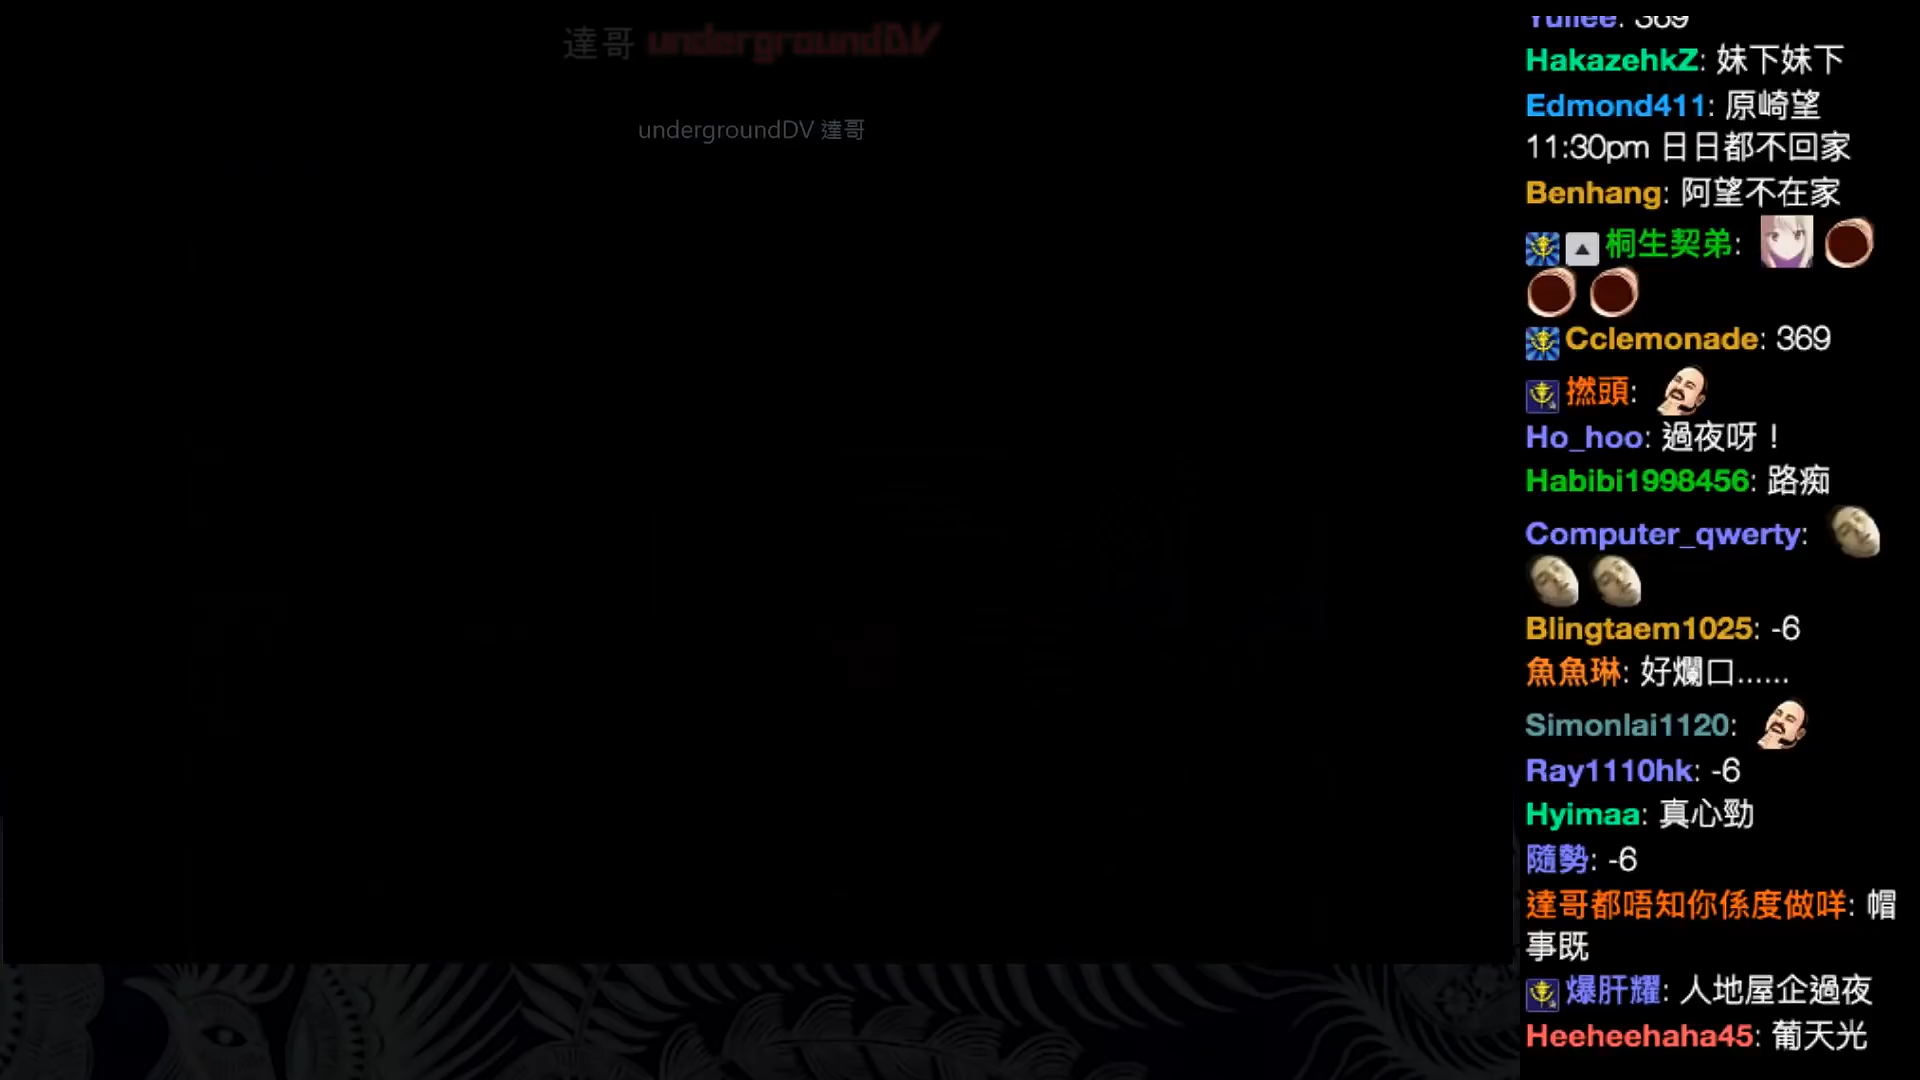 達哥 undergroundDV
undergroundDV 達哥
Yullee: 369
HakazehkZ: 妹下妹下
Edmond411: 原崎望
11:30pm 日日都不回家
Benhang: 阿望不在家
桐生契弟:
Cclemonade: 369
撚頭:
Ho_hoo: 過夜呀！
Habibi1998456: 路痴
Computer_qwerty:
Blingtaem1025: -6
魚魚琳: 好爛口......
Simonlai1120:
Ray1110hk: -6
Hyimaa: 真心勁
隨勢: -6
達哥都唔知你係度做咩: 帽
事既
爆肝耀: 人地屋企過夜
Heeheehaha45: 葡天光